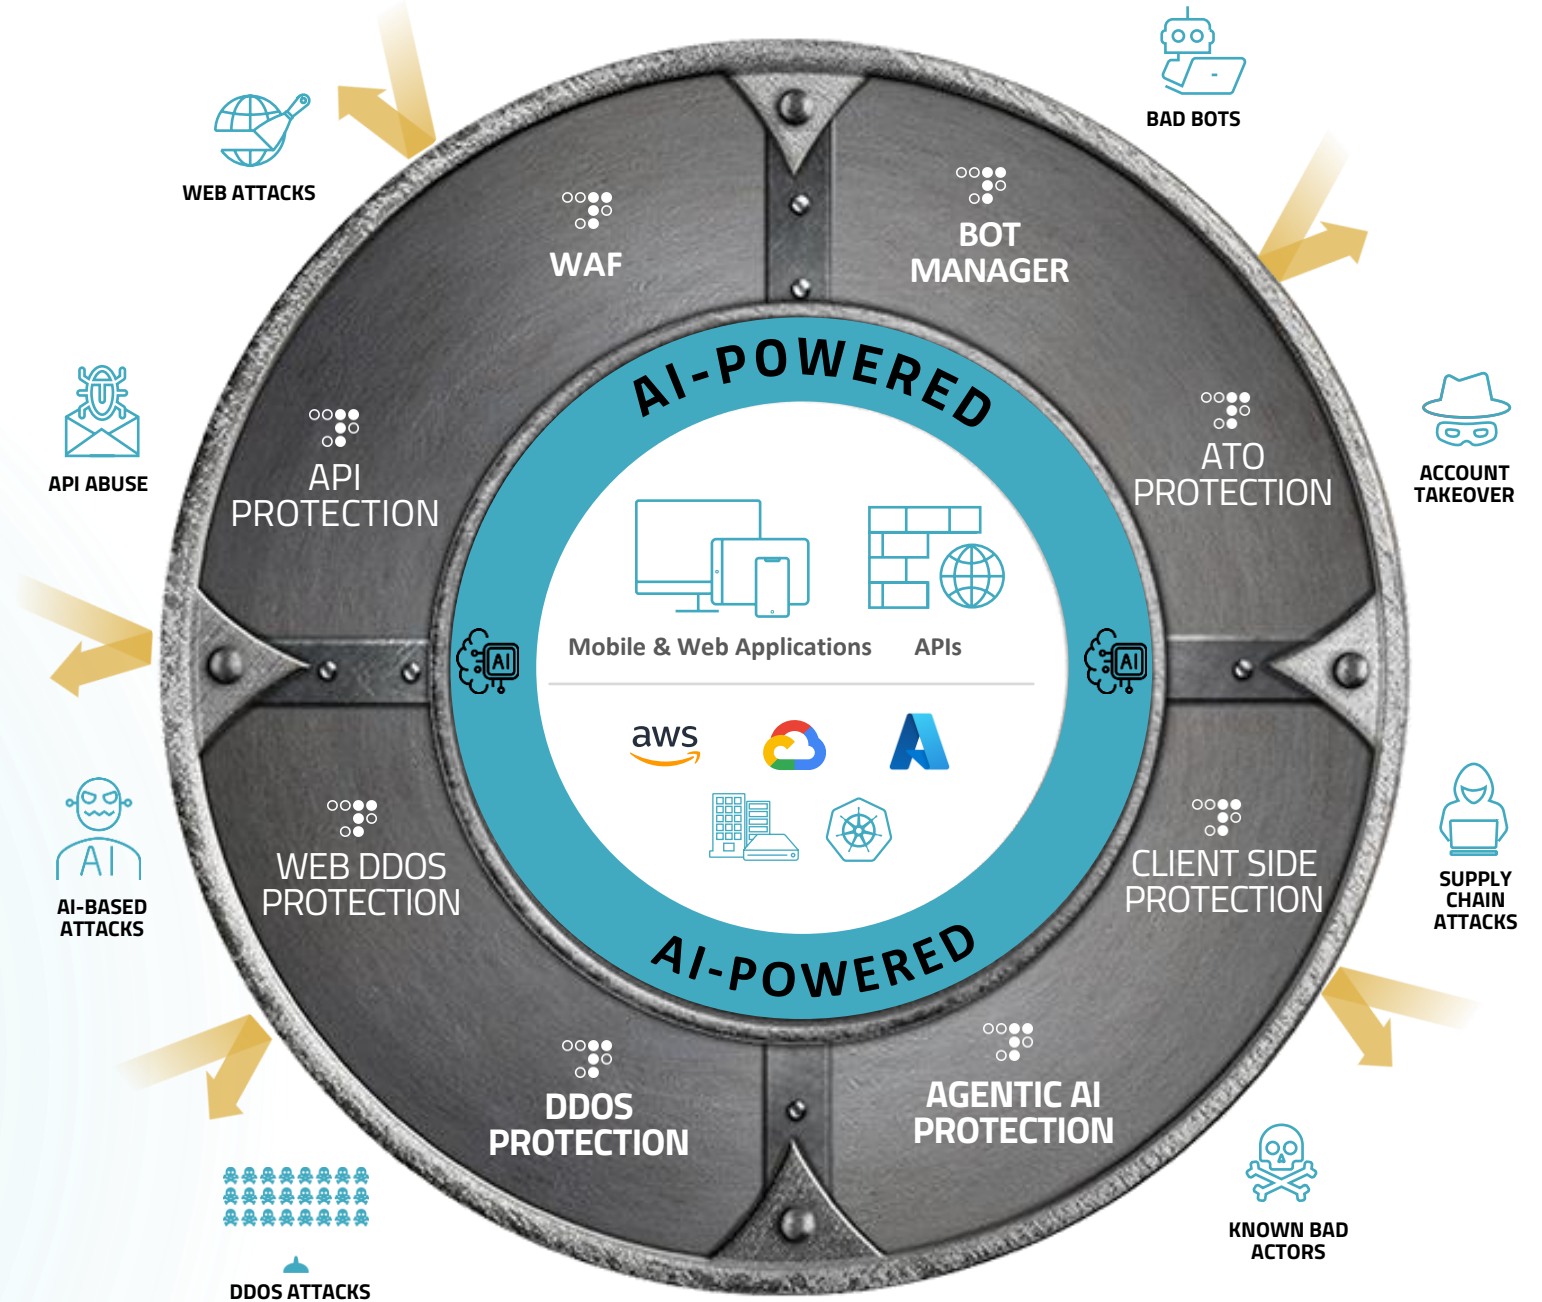 BAD BOTS
WEB ATTACKS
WAF
BOT
MANAGER
AI-POWERED
API ABUSE
API
PROTECTION
ATO
PROTECTION
ACCOUNT
TAKEOVER
Mobile & Web Applications
APIs
AI
AI
aws
AI
AI-BASED
ATTACKS
WEB DDOS
PROTECTION
CLIENT SIDE
PROTECTION
SUPPLY
CHAIN
ATTACKS
AI-POWERED
DDOS
PROTECTION
AGENTIC AI
PROTECTION
KNOWN BAD
ACTORS
DDOS ATTACKS